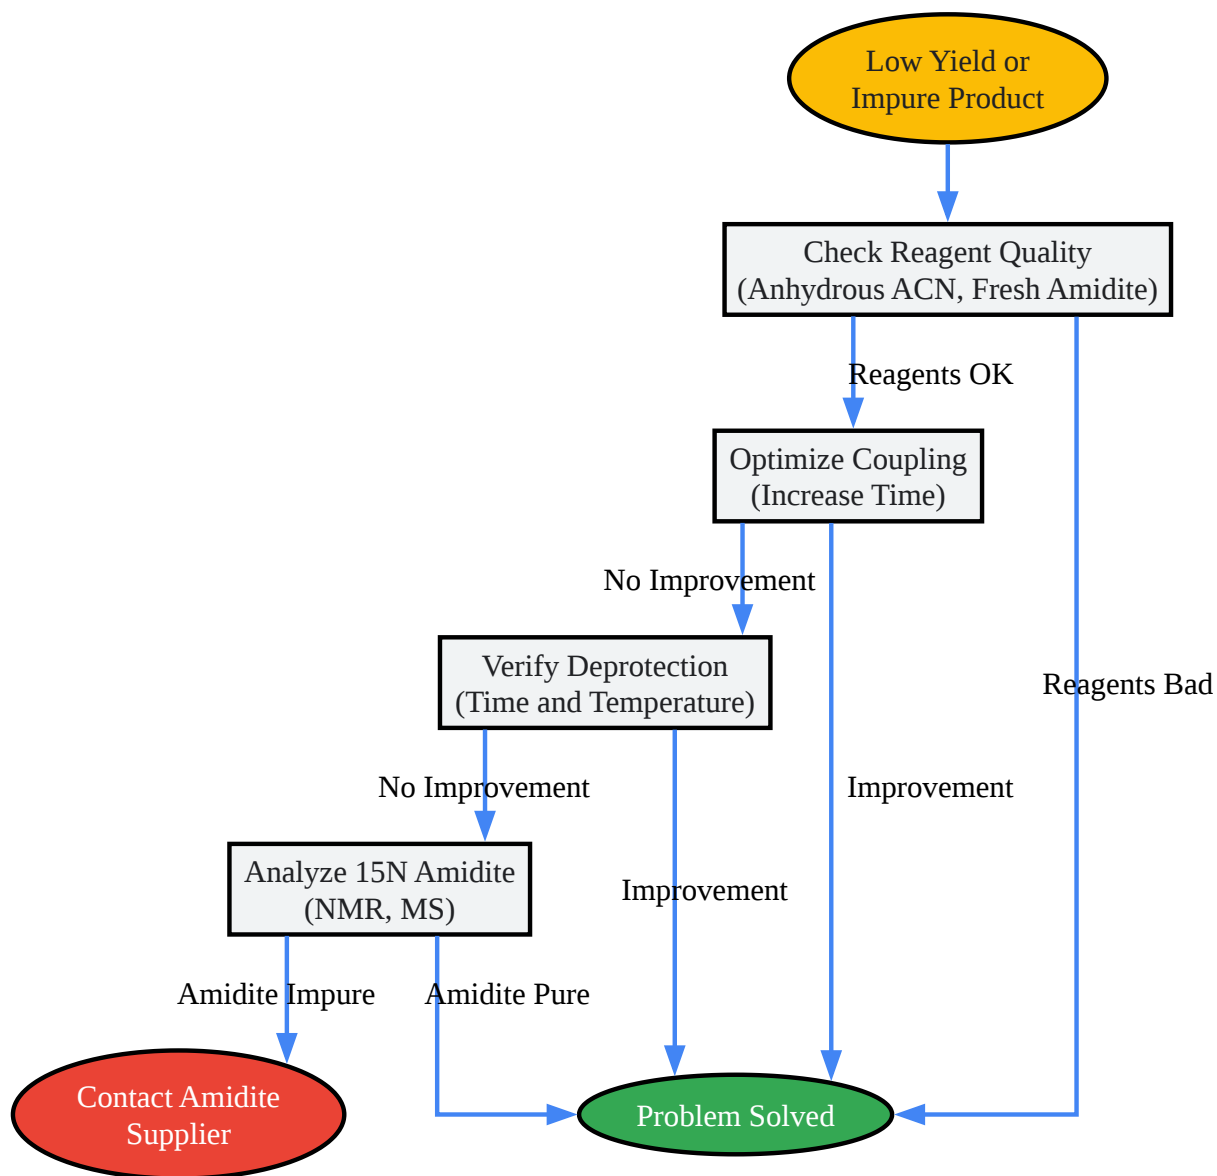 Low Yield or
Impure Product
Check Reagent Quality
(Anhydrous ACN, Fresh Amidite)
Reagents OK
Optimize Coupling
(Increase Time)
No Improvement
Verify Deprotection
(Time and Temperature)
Reagents Bad
No Improvement
Improvement
Analyze 15N Amidite
(NMR, MS)
Improvement
Amidite Impure
Amidite Pure
Contact Amidite
Supplier
Problem Solved